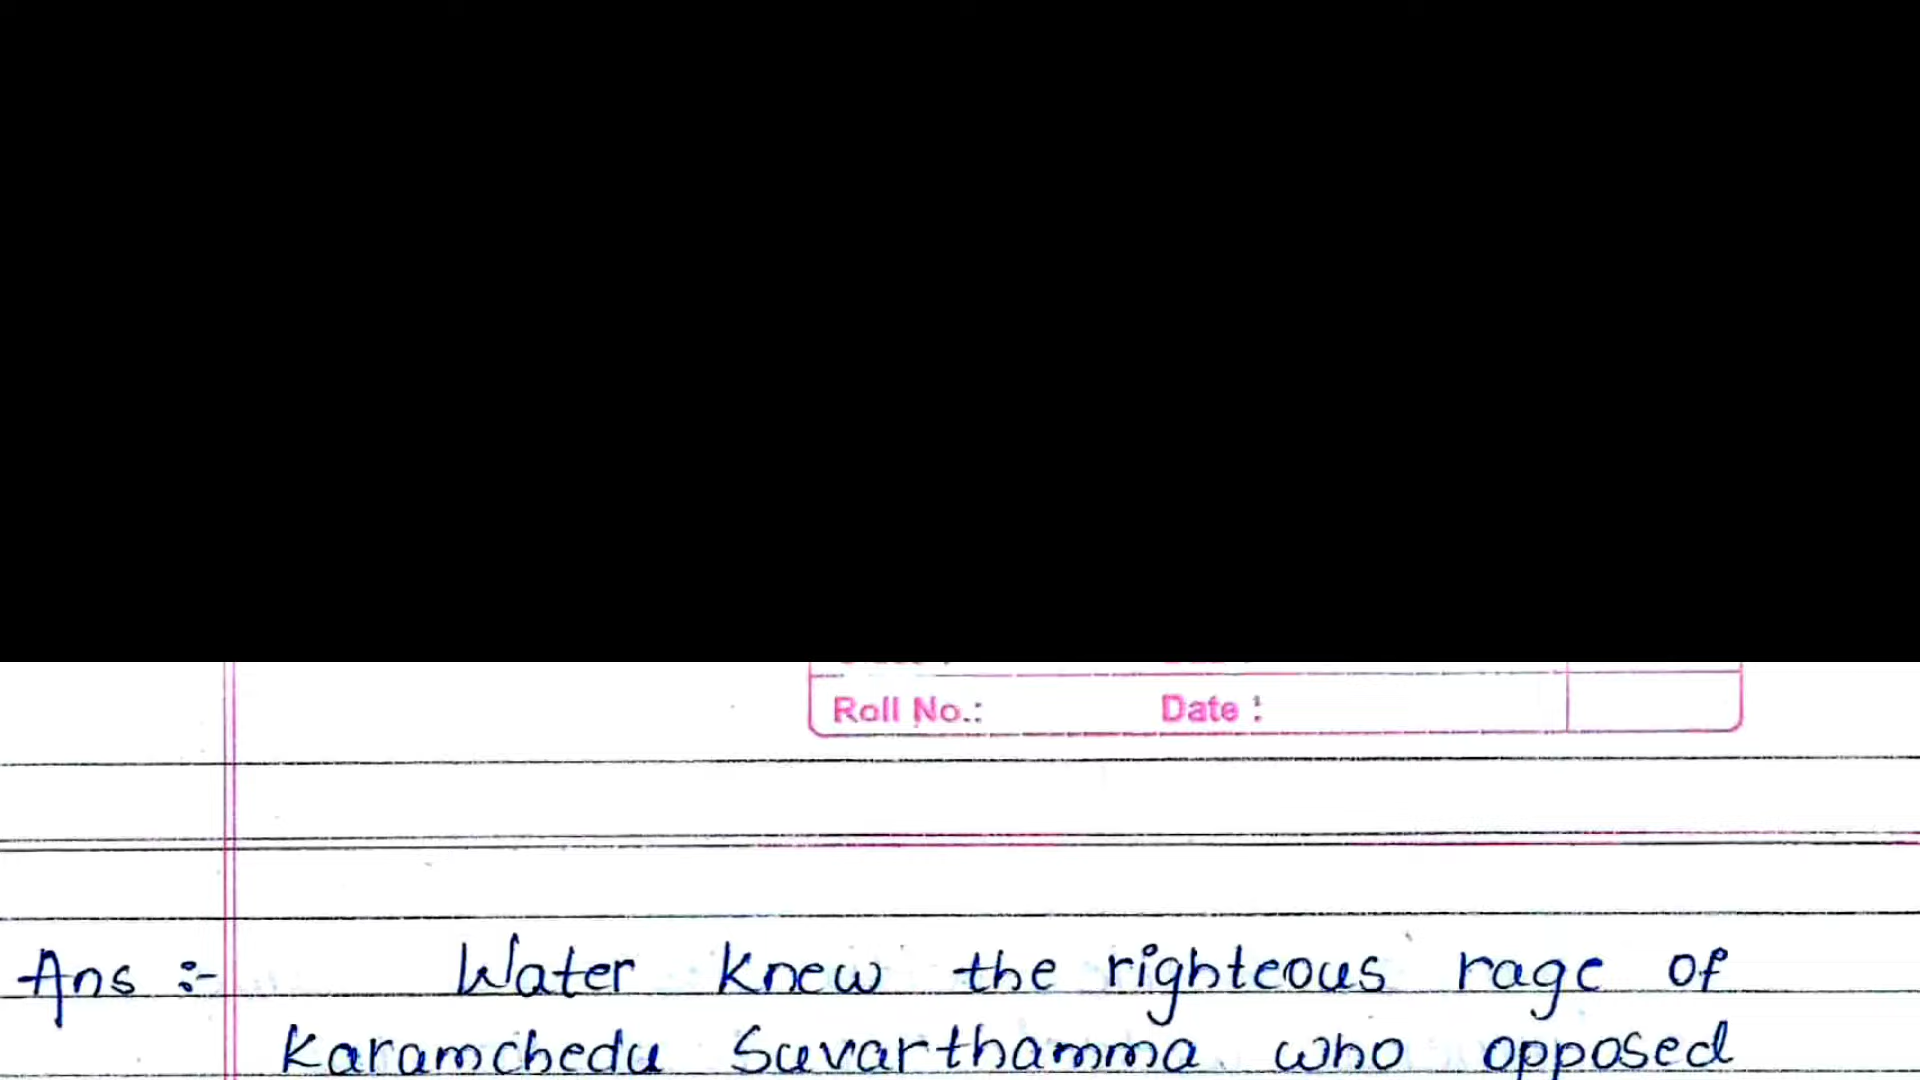 Roll No.: Date :
Ans :- Water knew the righteous rage of
Karamchedu Suvarthamma who opposed